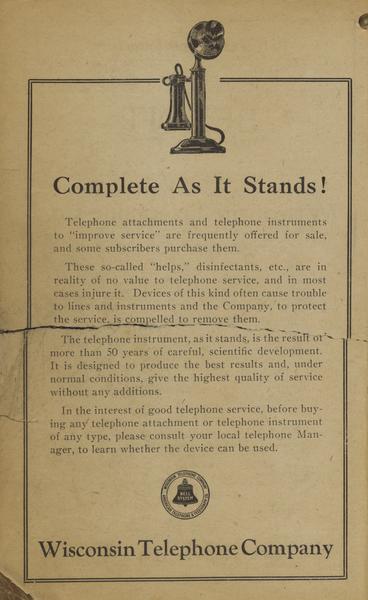 Complete As It Stands!
Telephone attachments and telephone instruments
to "improve service" are frequently offered for sale,
and some subscribers purchase them.
These so-called "helps," disinfectants, etc., are in
reality of no value to telephone service, and in most
cases injure it. Devices of this kind often cause trouble
to lines and instruments and the Company, to protect
the service, is compelled to remove them.
The telephone instrument, as it stands, is the result of
more than 50 years of careful, scientific development.
It is designed to produce the best results and, under
normal conditions, give the highest quality of service
without any additions.
In the interest of good telephone service, before buy-
ing any telephone attachment or telephone instrument
of any type, please consult your local telephone Man-
ager, to learn whether the device can be used.
WISCONSIN TELEPHONE COMPANY
BELL
SYSTEM
Wisconsin Telephone Company